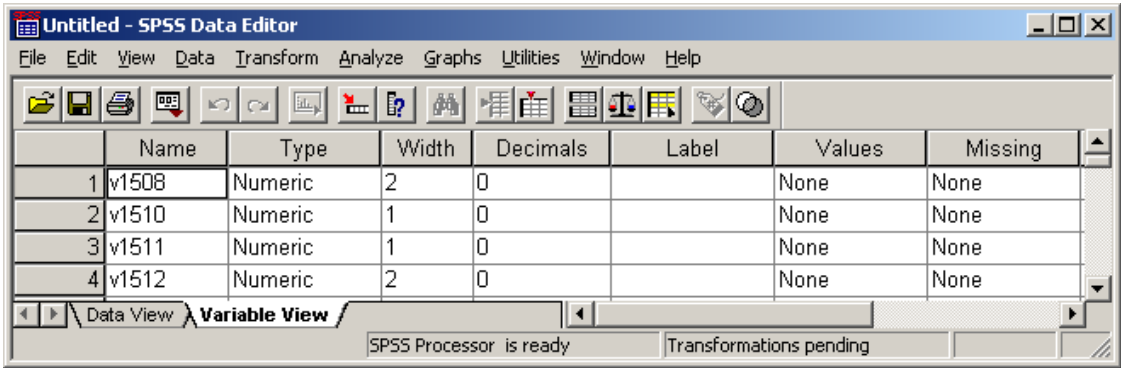 Untitled - SPSS Data Editor
File Edit View Data Transform Analyze Graphs Utilities Window Help
Name Type Width Decimals Label Values Missing
1 v1508 Numeric 2 0 None None
2 v1510 Numeric 1 0 None None
3 v1511 Numeric 1 0 None None
4 v1512 Numeric 2 0 None None
Data View Variable View
SPSS Processor is ready Transformations pending